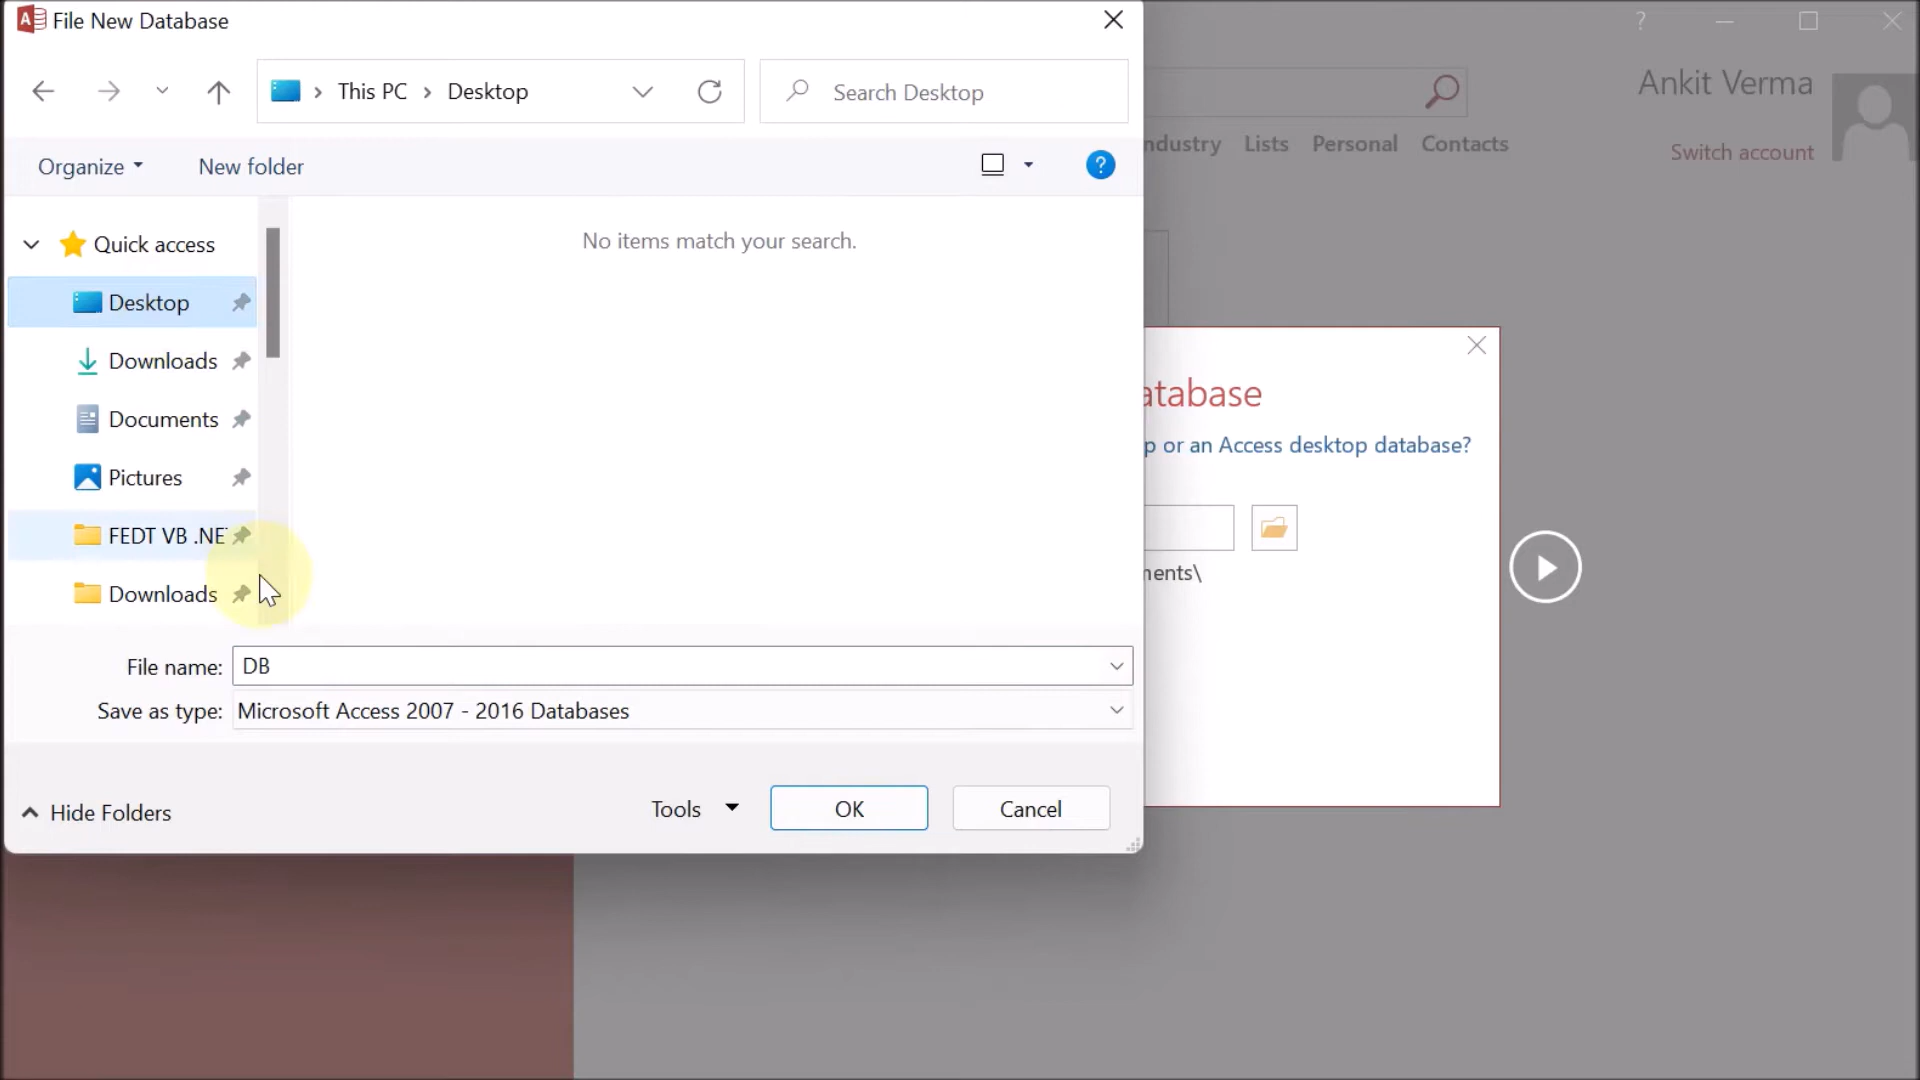 File New Database
?
Ankit Verma
This PC
Desktop
Search Desktop
Industry Lists Personal Contacts
Switch account
Organize
New folder
?
Quick access
No items match your search.
Desktop
Downloads
Documents
Pictures
FEDT VB .NE
Downloads
atabase
p or an Access desktop database?
ments\
File name: DB
Save as type: Microsoft Access 2007 - 2016 Databases
Hide Folders
Tools
OK
Cancel